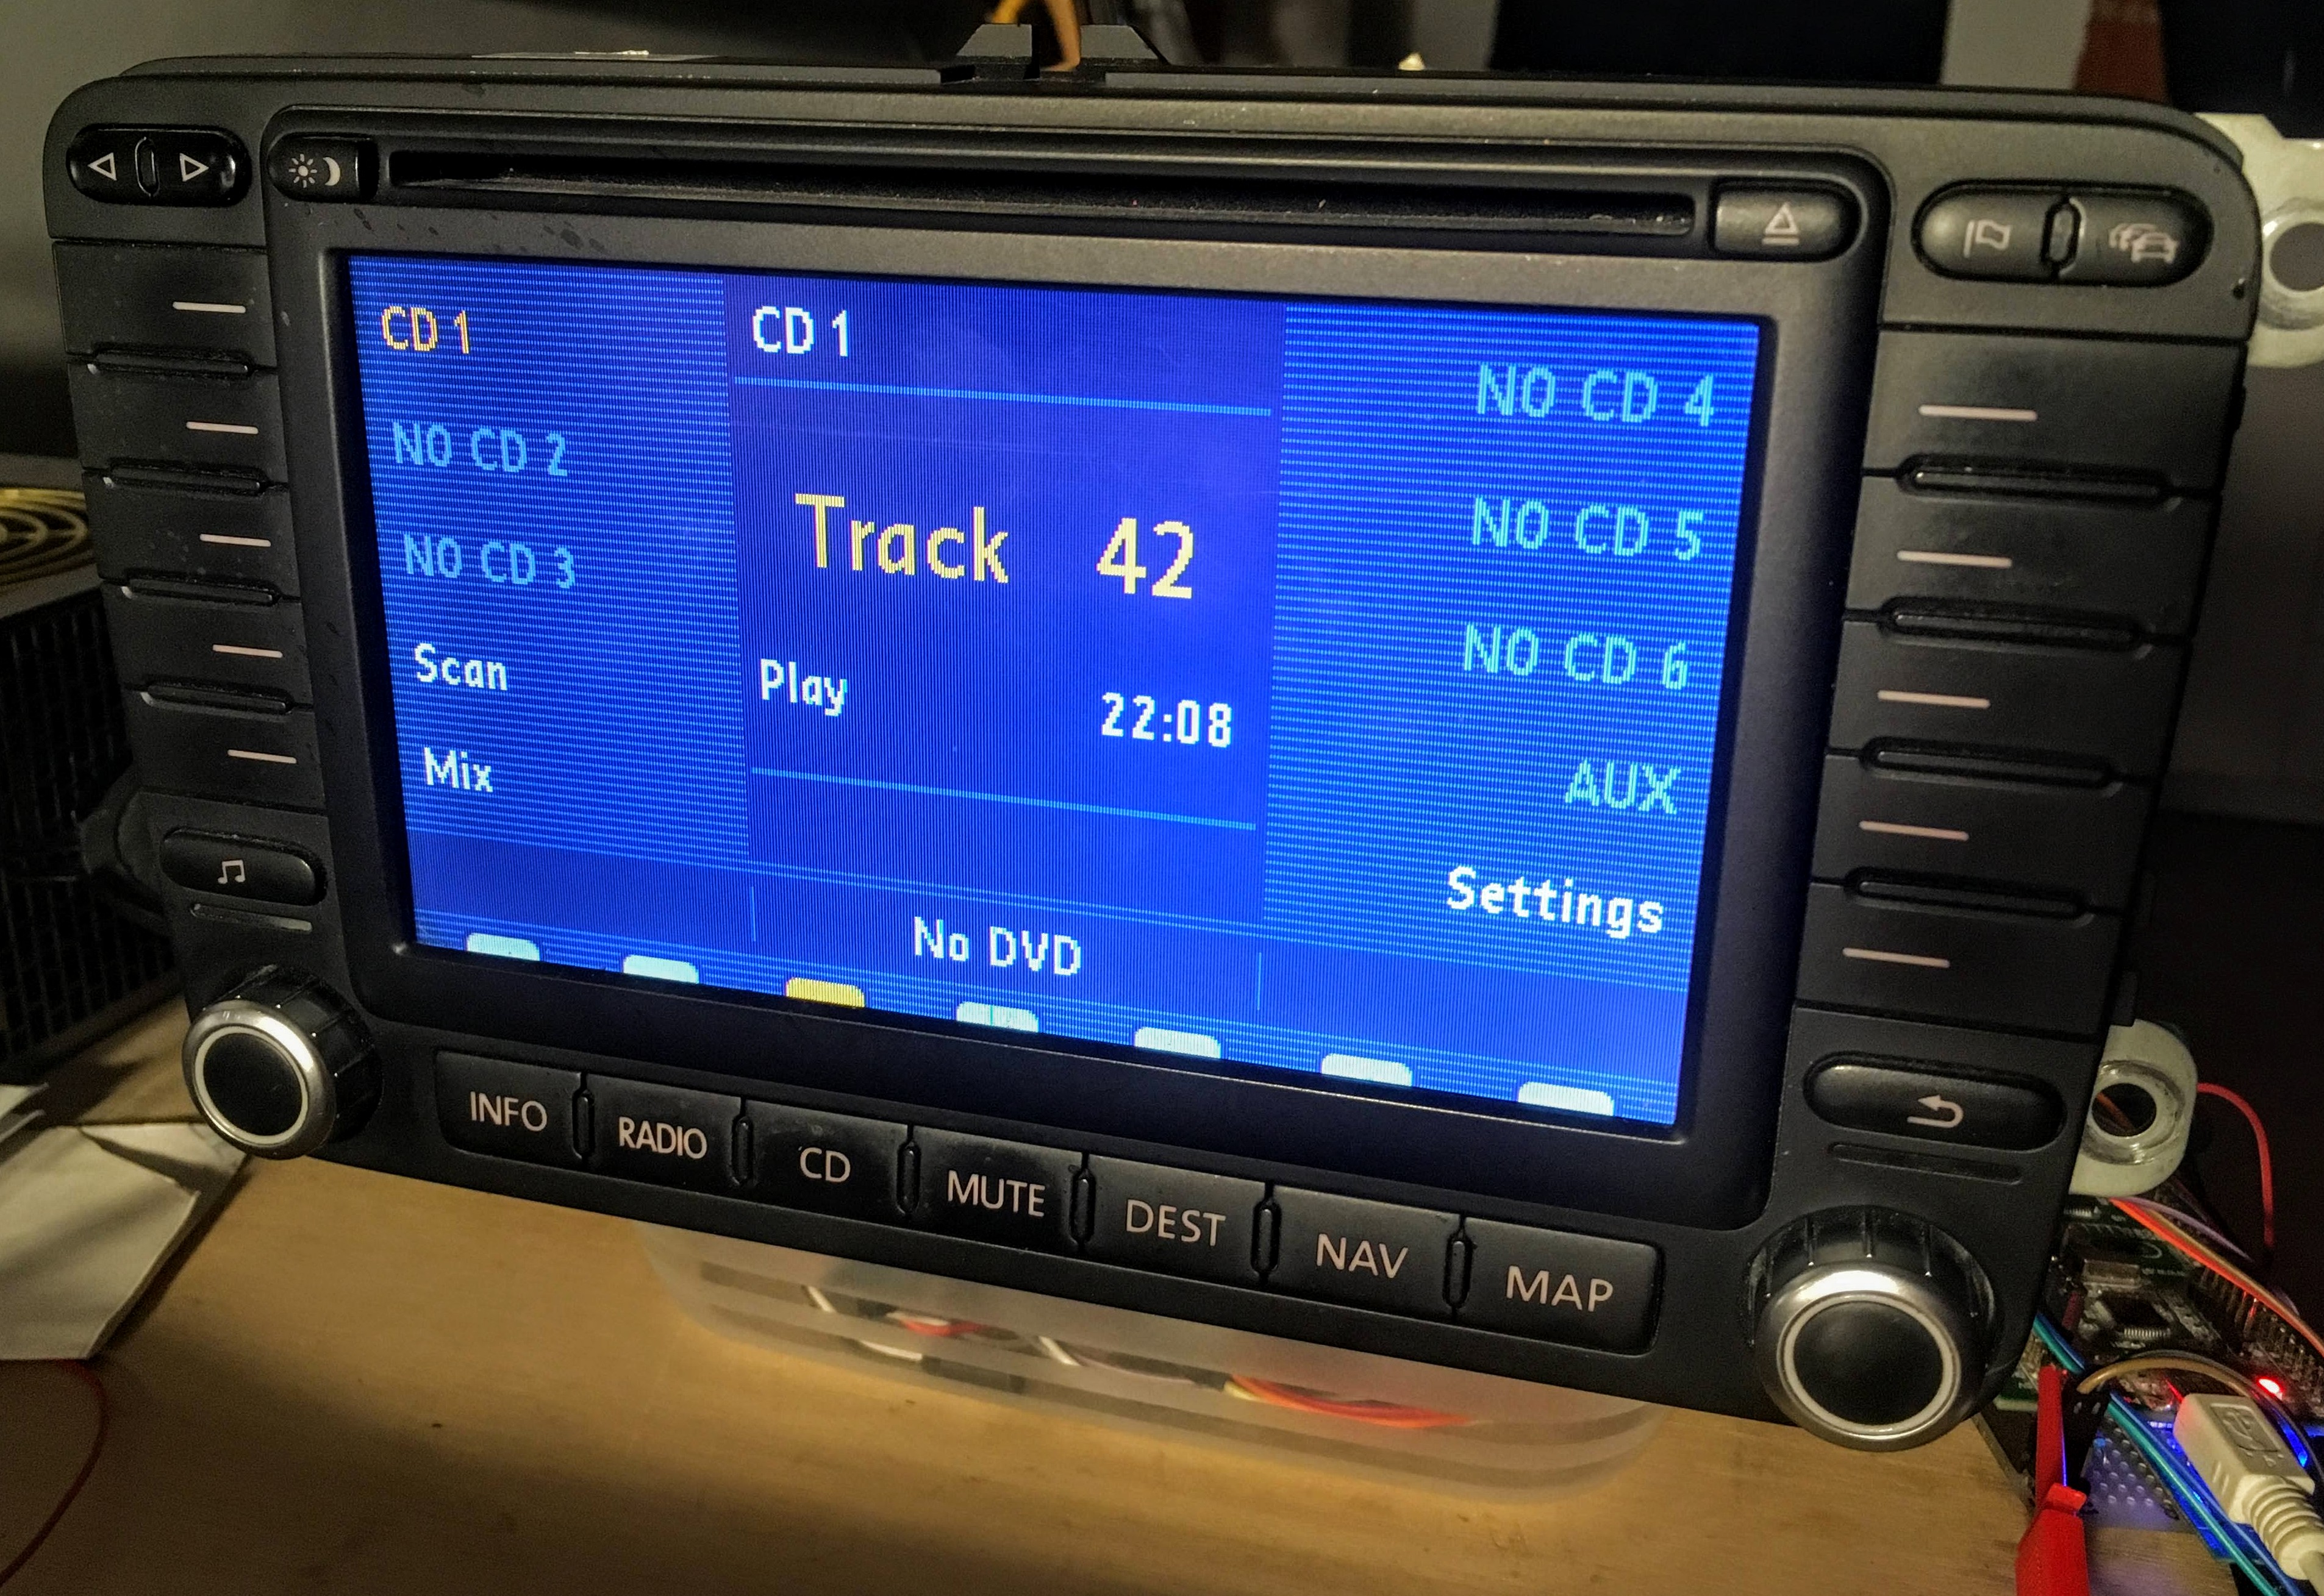 CD 1
NO CD 2
NO CD 3
Scan
Mix
CD 1
Track 42
Play 22:08
No DVD
NO CD 4
NO CD 5
NO CD 6
AUX
Settings
INFO
RADIO
CD
MUTE
DEST
NAV
MAP